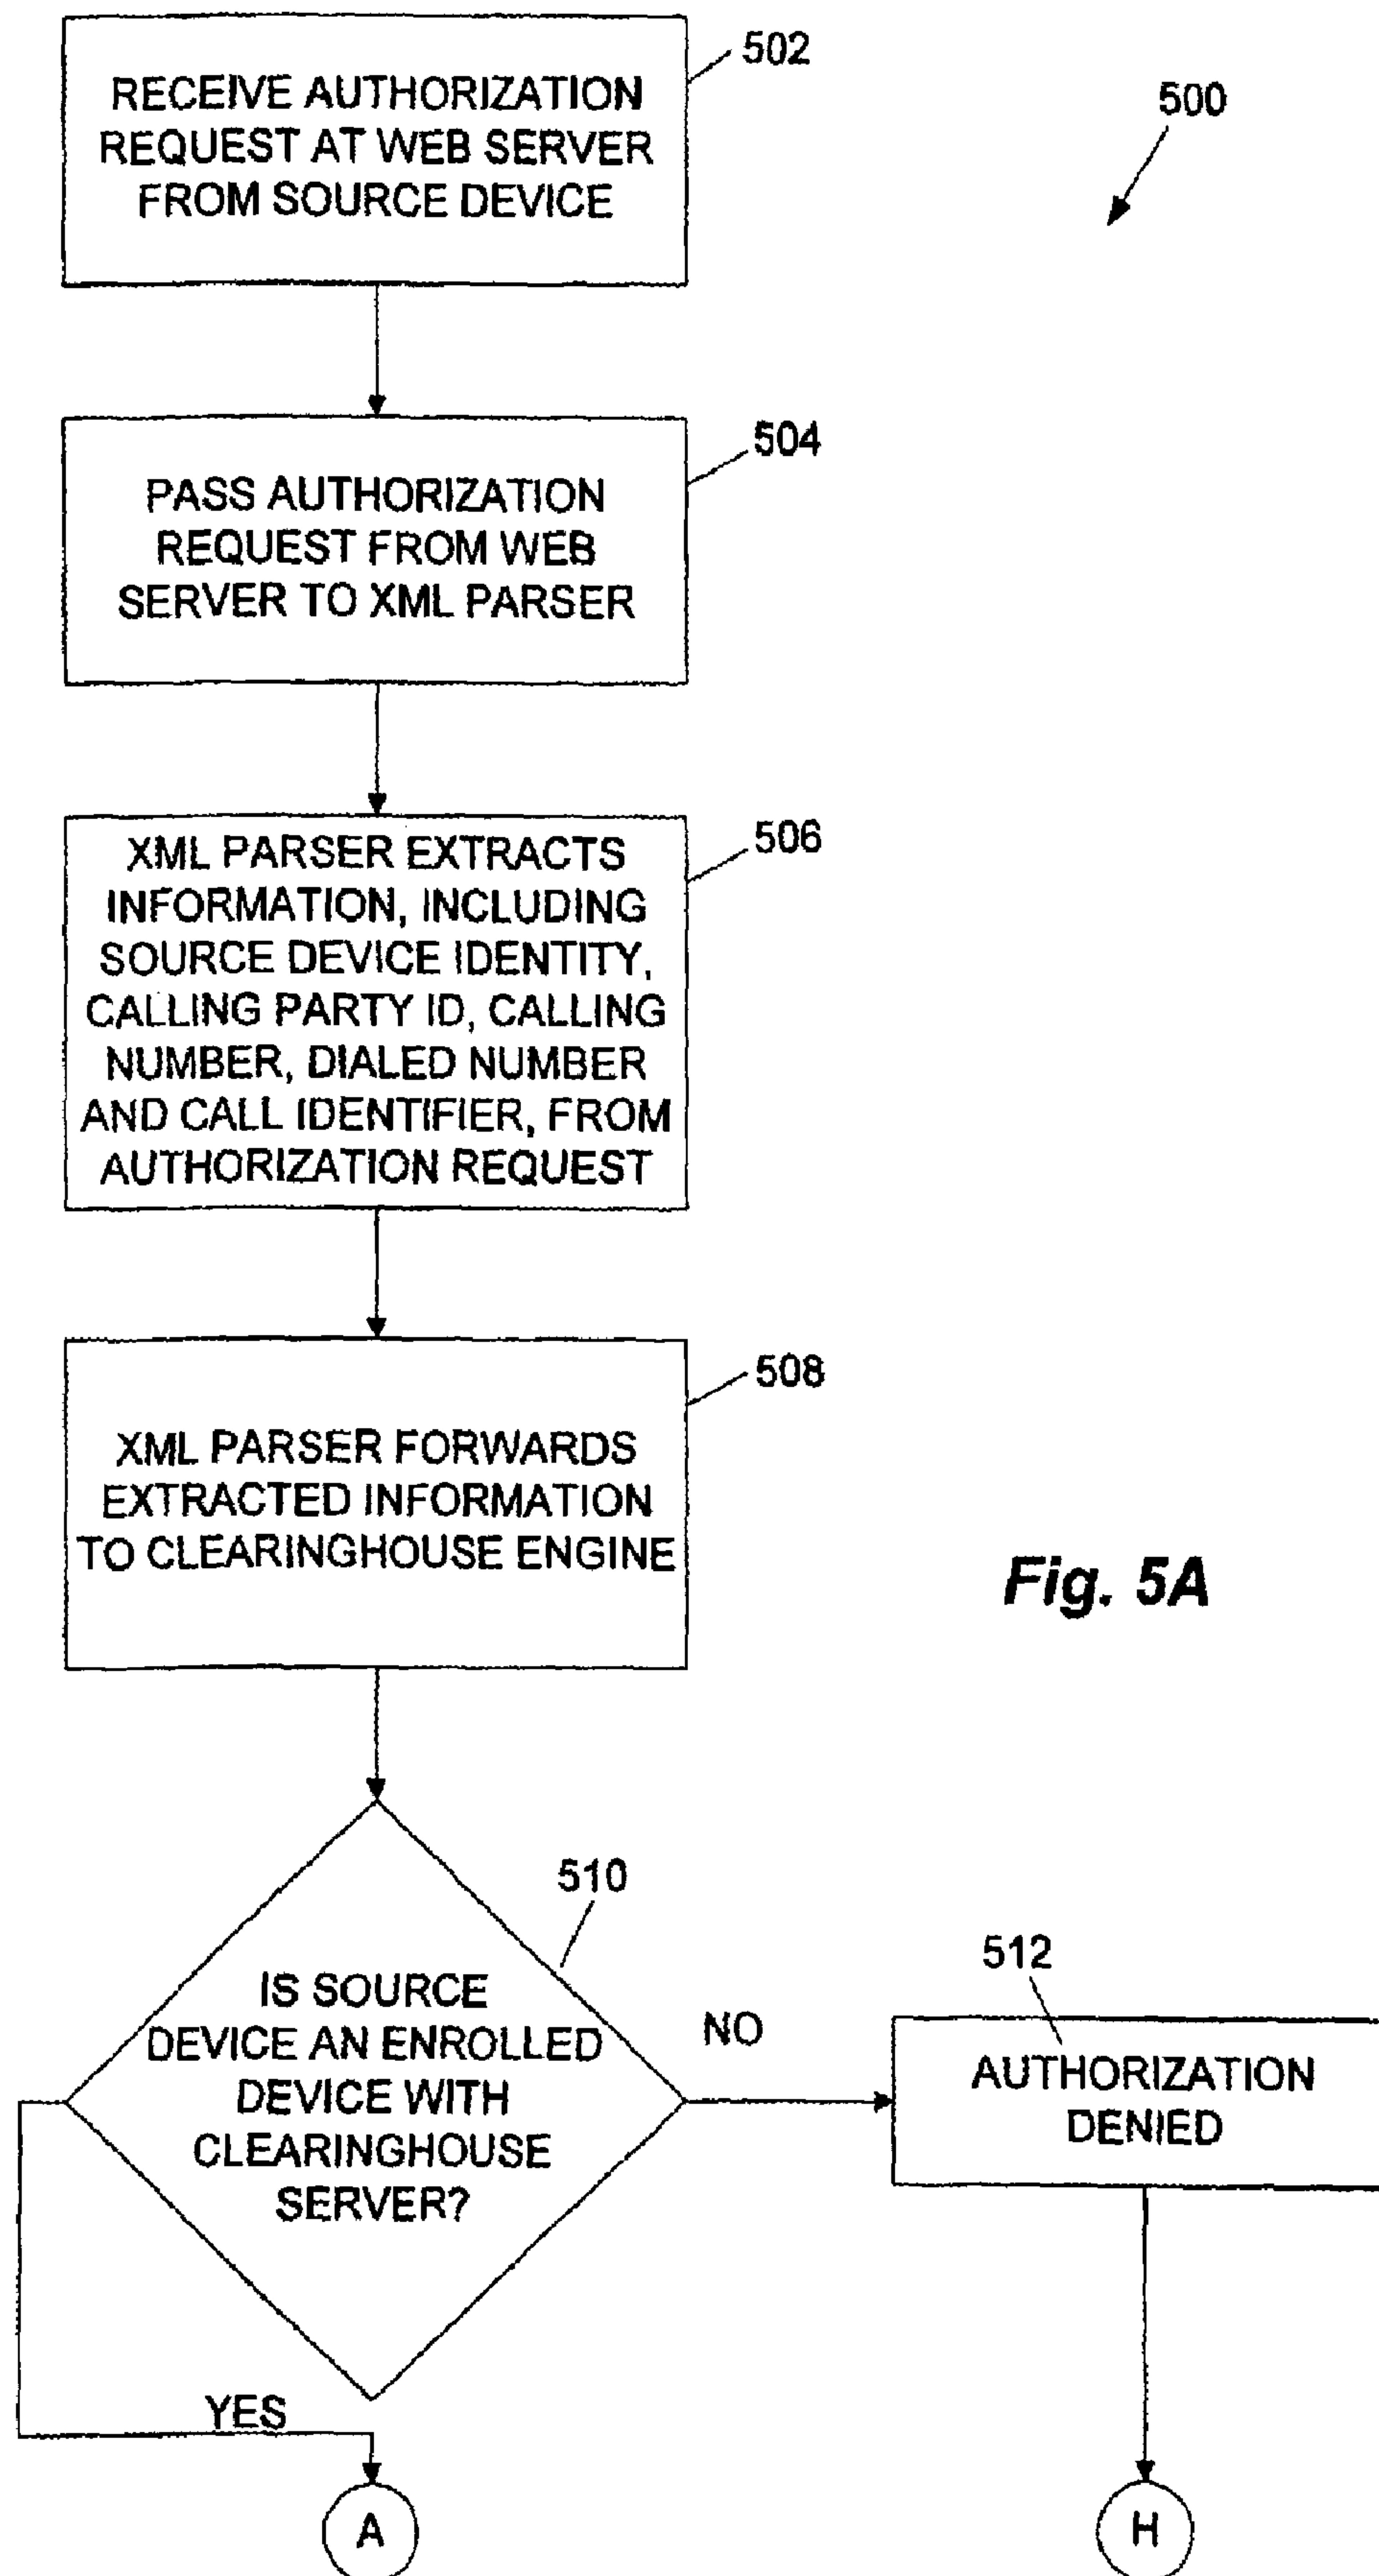 502
RECEIVE AUTHORIZATION
REQUEST AT WEB SERVER
FROM SOURCE DEVICE
500
504
PASS AUTHORIZATION
REQUEST FROM WEB
SERVER TO XML PARSER
506
XML PARSER EXTRACTS
INFORMATION, INCLUDING
SOURCE DEVICE IDENTITY,
CALLING PARTY ID, CALLING
NUMBER, DIALED NUMBER
AND CALL IDENTIFIER, FROM
AUTHORIZATION REQUEST
508
XML PARSER FORWARDS
EXTRACTED INFORMATION
TO CLEARINGHOUSE ENGINE
Fig. 5A
510
IS SOURCE
DEVICE AN ENROLLED
DEVICE WITH
CLEARINGHOUSE
SERVER?
NO
512
AUTHORIZATION
DENIED
YES
A
H